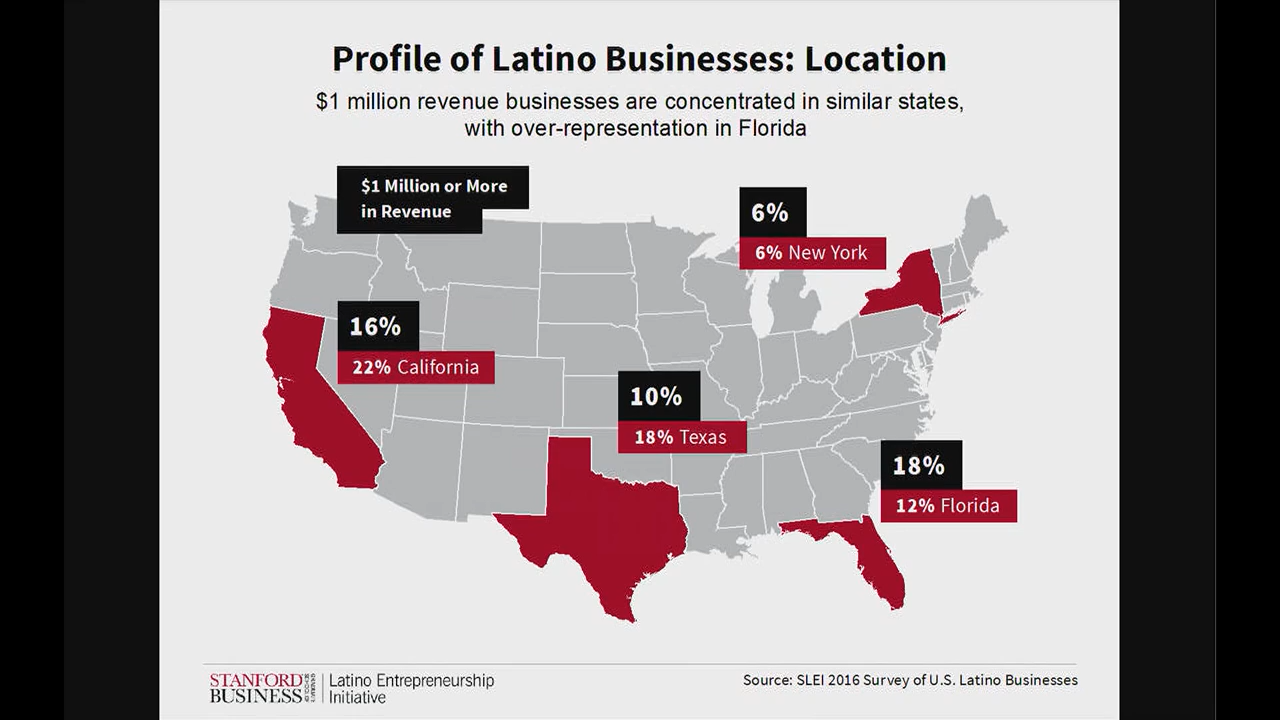 Profile of Latino Businesses: Location
$1 million revenue businesses are concentrated in similar states,
with over-representation in Florida
$1 Million or More
in Revenue
6%
6% New York
16%
22% California
10%
18% Texas
18%
12% Florida
STANFORD
BUSINESS
Latino Entrepreneurship
Initiative
Source: SLEI 2016 Survey of U.S. Latino Businesses